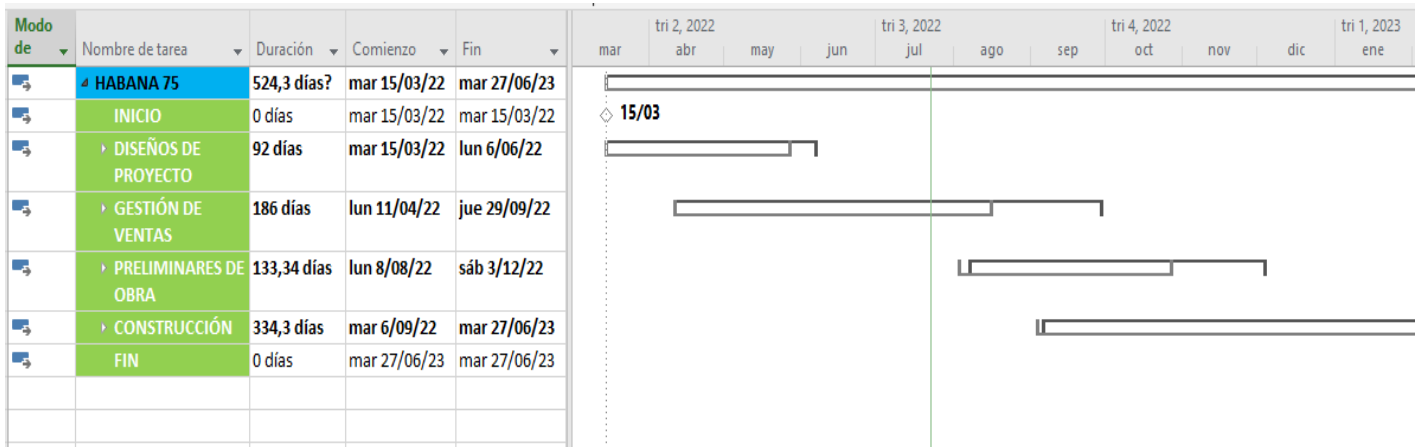 Modo de Nombre de tarea Duración Comienzo Fin
tri 2, 2022 tri 3, 2022 tri 4, 2022 tri 1, 2023
mar abr may jun jul ago sep oct nov dic ene
HABANA 75 524,3 días? mar 15/03/22 mar 27/06/23
INICIO 0 días mar 15/03/22 mar 15/03/22 15/03
DISEÑOS DE PROYECTO 92 días mar 15/03/22 lun 6/06/22
GESTIÓN DE VENTAS 186 días lun 11/04/22 jue 29/09/22
PRELIMINARES DE OBRA 133,34 días lun 8/08/22 sáb 3/12/22
CONSTRUCCIÓN 334,3 días mar 6/09/22 mar 27/06/23
FIN 0 días mar 27/06/23 mar 27/06/23